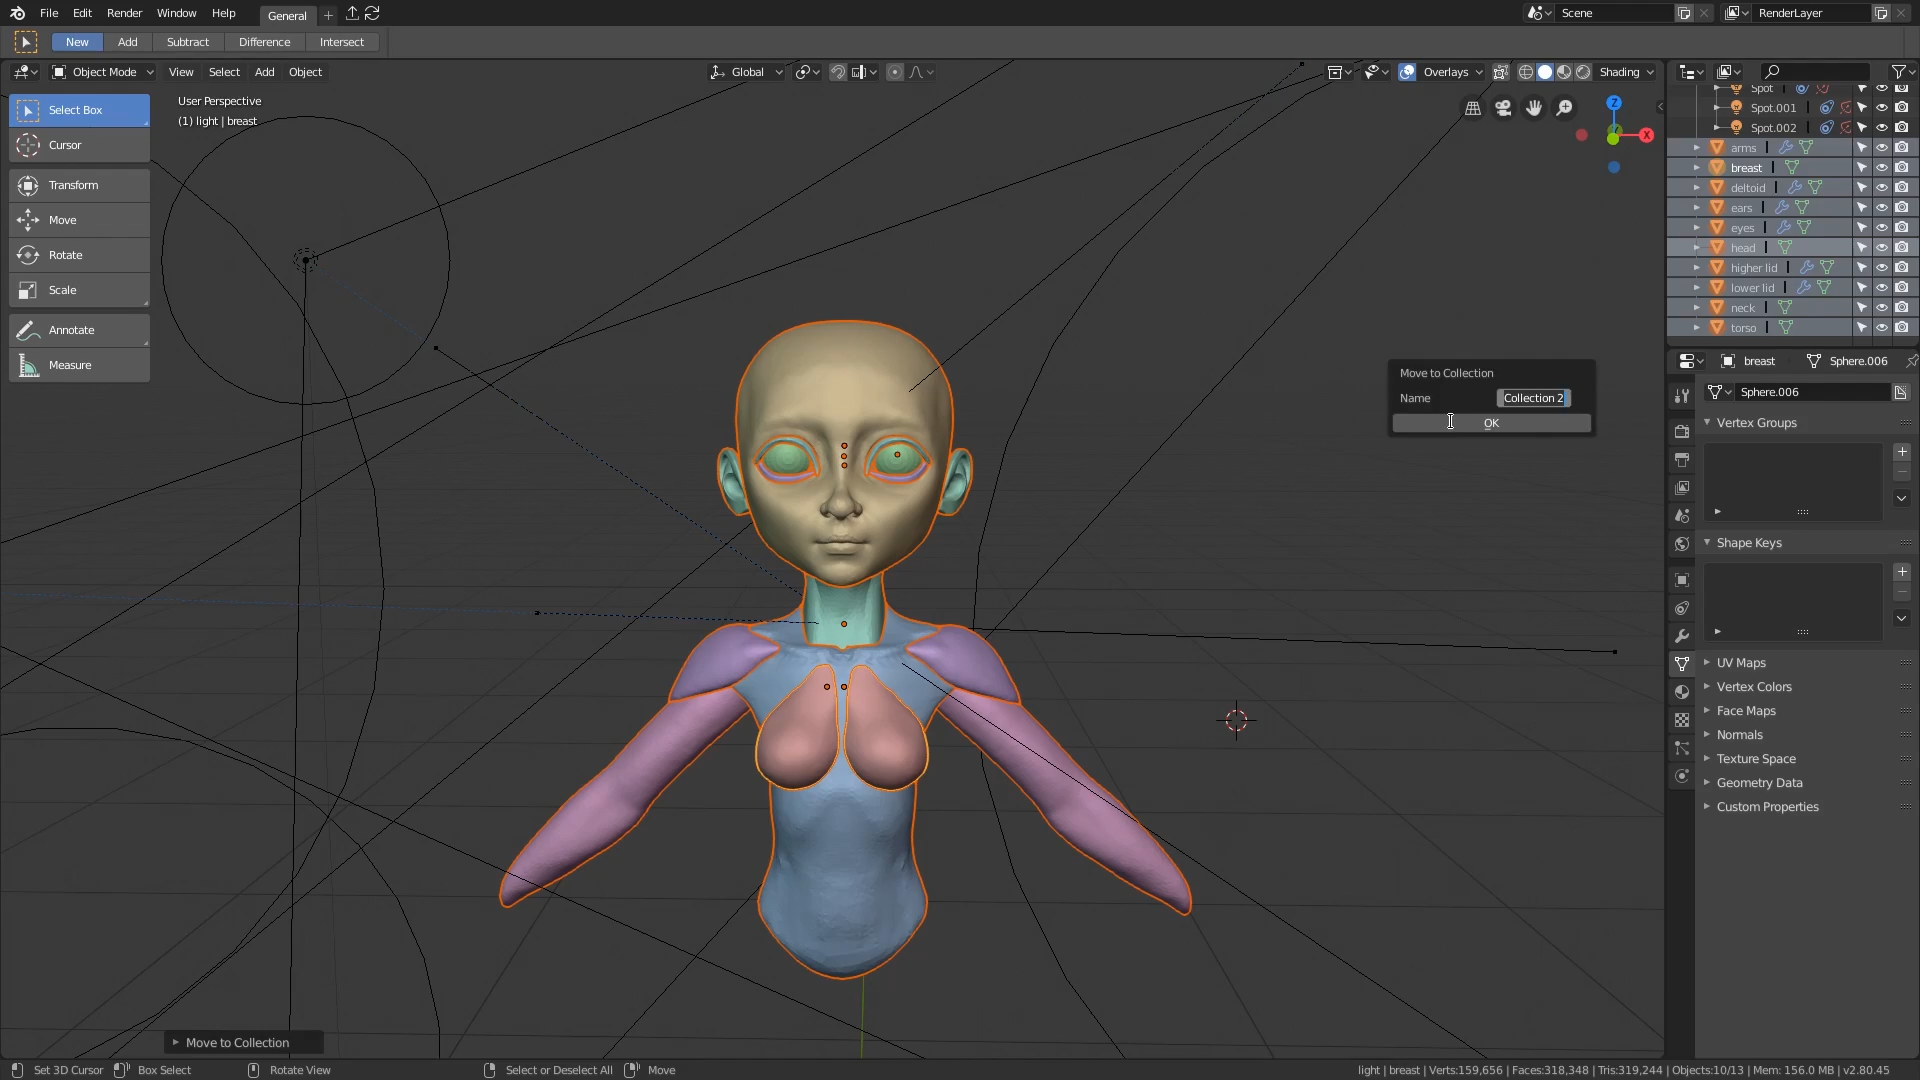 File Edit Render Window Help General + Scene RenderLayer
New Add Subtract Difference Intersect
Object Mode View Select Add Object Global Overlays Shading
Select Box
Cursor
Transform
Move
Rotate
Scale
Annotate
Measure
User Perspective
(1) light | breast
Z
X
Move to Collection
Name Collection 2
OK
Spot
Spot.001
Spot.002
arms
breast
deltoid
ears
eyes
head
higher lid
lower lid
neck
torso
breast Sphere.006
Sphere.006
Vertex Groups
Shape Keys
UV Maps
Vertex Colors
Face Maps
Normals
Texture Space
Geometry Data
Custom Properties
Move to Collection
Set 3D Cursor Box Select Rotate View Select or Deselect All Move light | breast | Verts:159,656 | Faces:318,348 | Tris:319,244 | Objects:10/13 | Mem: 156.0 MB | v2.80.45